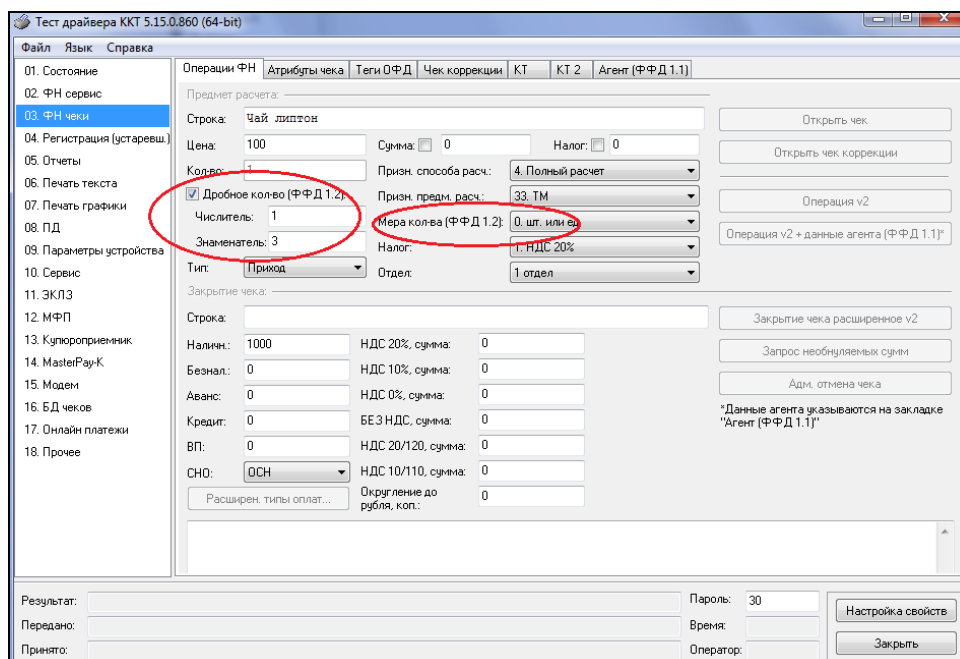 Тест драйвера ККТ 5.15.0.860 (64-bit)
Файл Язык Справка
01. Состояние
02. ФН сервис
03. ФН чеки
04. Регистрация (устаревш.)
05. Отчеты
06. Печать текста
07. Печать графики
08. ПД
09. Параметры устройства
10. Сервис
11. ЭКЛЗ
12. МФП
13. Купюроприемник
14. MasterPay-K
15. Модем
16. БД чеков
17. Онлайн платежи
18. Прочее
Операции ФН Атрибуты чека Теги ОФД Чек коррекции КТ КТ 2 Агент (ФФД 1.1)
Предмет расчета:
Строка: Чай липтон
Цена: 100 Сумма: 0 Налог: 0
Кол-во: 1 Призн. способа расч.: 4. Полный расчет
Дробное кол-во (ФФД 1.2): Призн. предм. расч.: 33. ТМ
Числитель: 1 Мера кол-ва (ФФД 1.2): 0. шт. или ед.
Знаменатель: 3 Налог: 1. НДС 20%
Тип: Приход Отдел: 1 отдел
Открыть чек
Открыть чек коррекции
Операция v2
Операция v2 + данные агента (ФФД 1.1)*
Закрытие чека:
Строка:
Наличн.: 1000 НДС 20%, сумма: 0
Безнал.: 0 НДС 10%, сумма: 0
Аванс: 0 НДС 0%, сумма: 0
Кредит: 0 БЕЗ НДС, сумма: 0
ВП: 0 НДС 20/120, сумма: 0
СНО: ОСН НДС 10/110, сумма: 0
Расширен. типы оплат... Округление до
рубля, коп.: 0
Закрытие чека расширенное v2
Запрос необнуляемых сумм
Адм. отмена чека
*Данные агента указываются на закладке
"Агент (ФФД 1.1)"
Результат: Пароль: 30 Настройка свойств
Передано: Время:
Принято: Оператор: Закрыть